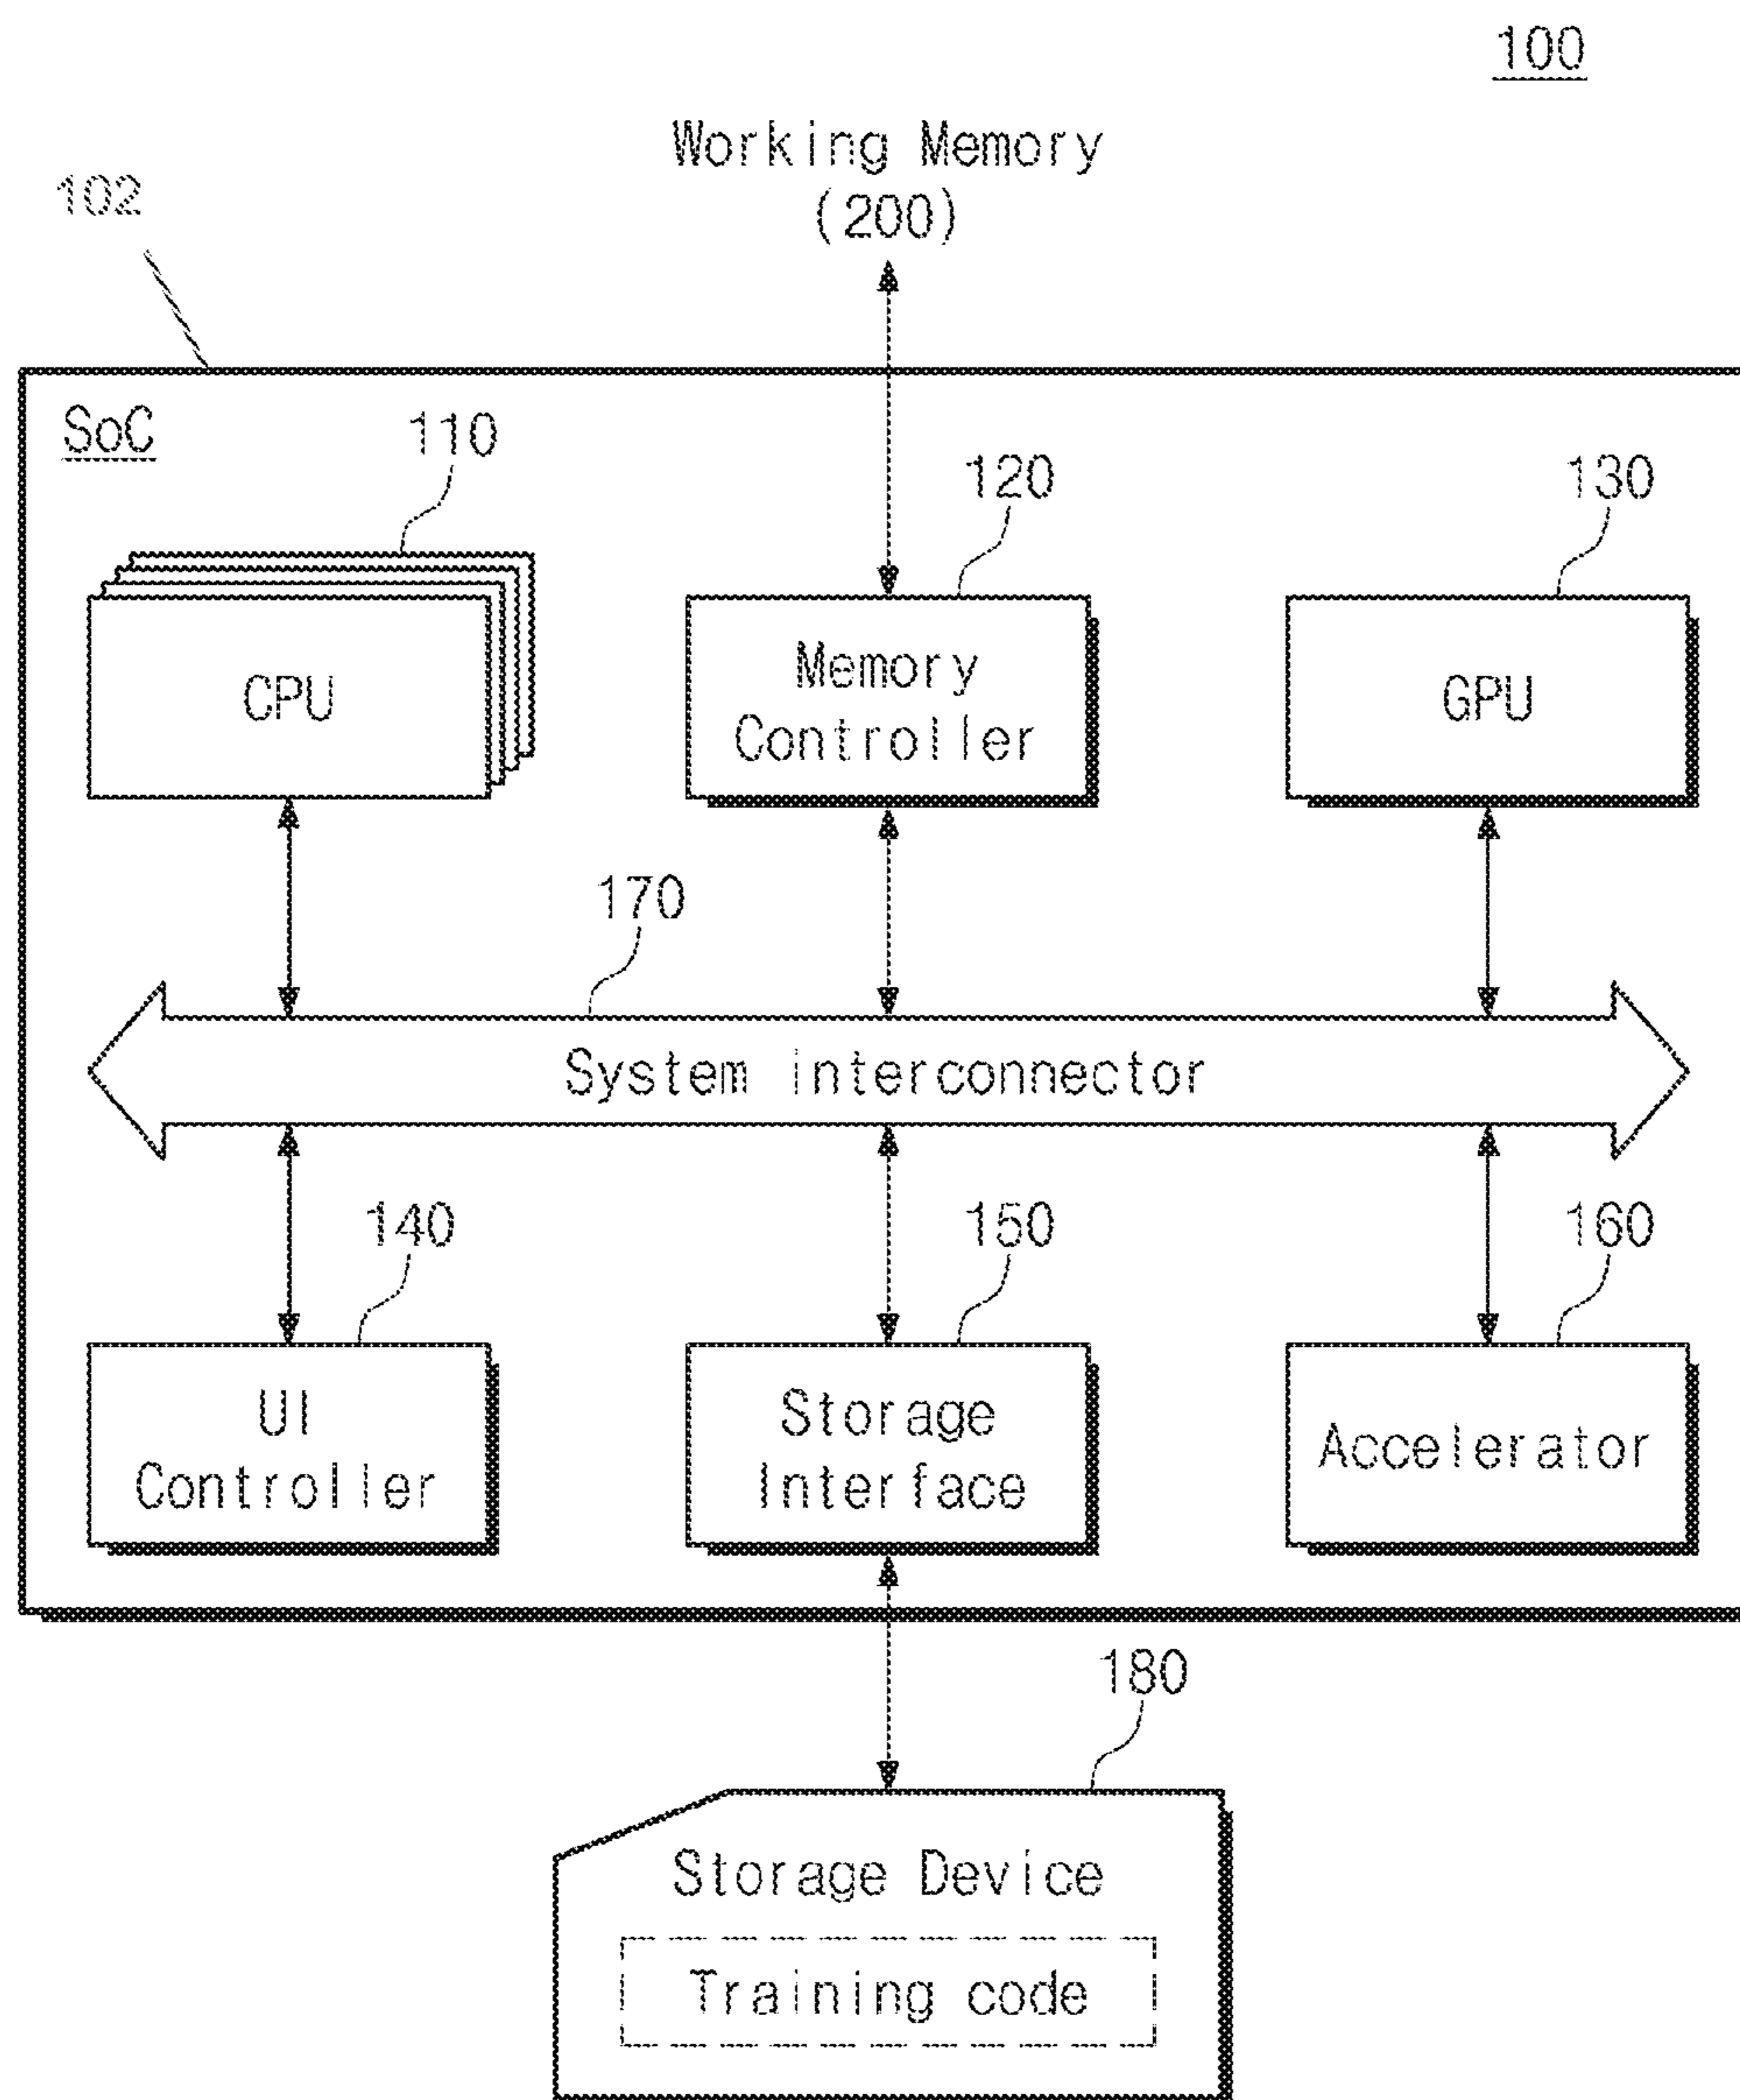 100
Working Memory
(200)
102
SoC
110
120
130
CPU
Memory
Controller
GPU
170
System interconnector
140
150
160
UI
Controller
Storage
Interface
Accelerator
180
Storage Device
Training code